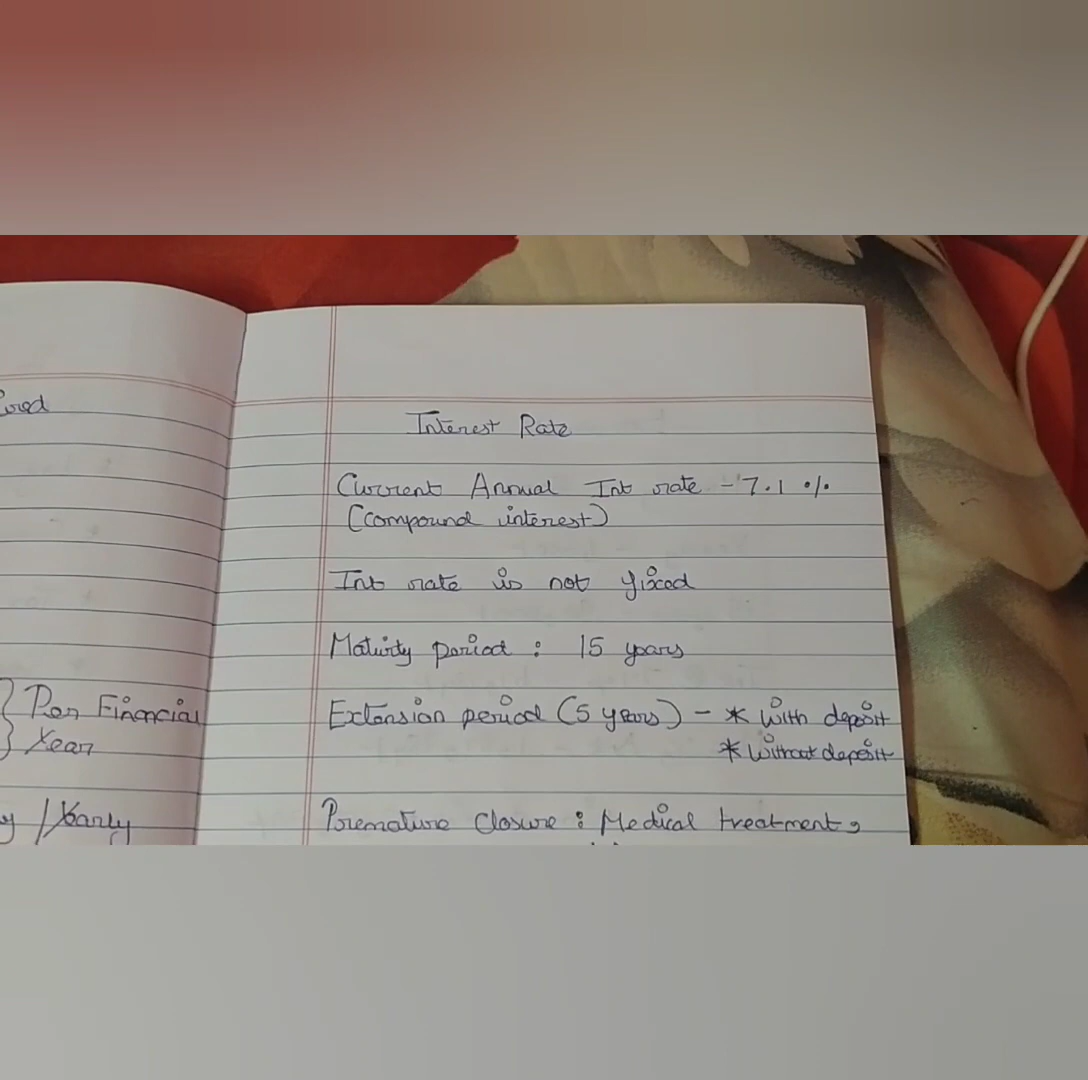 Per Financial
Year
/Yearly
Interest Rate
Current Annual Int rate - 7.1 %
(compound interest)
Int rate is not fixed
Maturity period : 15 years
Extension period (5 years) - * With deposit
* Without deposit
Premature Closure : Medical treatment,